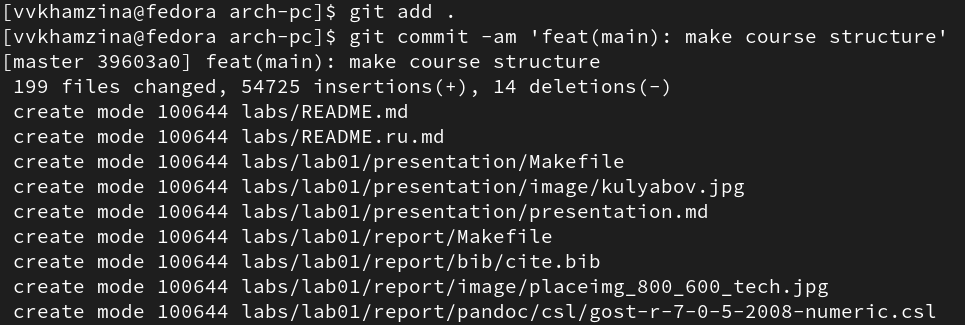 [vvkhamzina@fedora arch-pc]$ git add .
[vvkhamzina@fedora arch-pc]$ git commit -am 'feat(main): make course structure'
[master 39603a0] feat(main): make course structure
 199 files changed, 54725 insertions(+), 14 deletions(-)
 create mode 100644 labs/README.md
 create mode 100644 labs/README.ru.md
 create mode 100644 labs/lab01/presentation/Makefile
 create mode 100644 labs/lab01/presentation/image/kulyabov.jpg
 create mode 100644 labs/lab01/presentation/presentation.md
 create mode 100644 labs/lab01/report/Makefile
 create mode 100644 labs/lab01/report/bib/cite.bib
 create mode 100644 labs/lab01/report/image/placeimg_800_600_tech.jpg
 create mode 100644 labs/lab01/report/pandoc/csl/gost-r-7-0-5-2008-numeric.csl